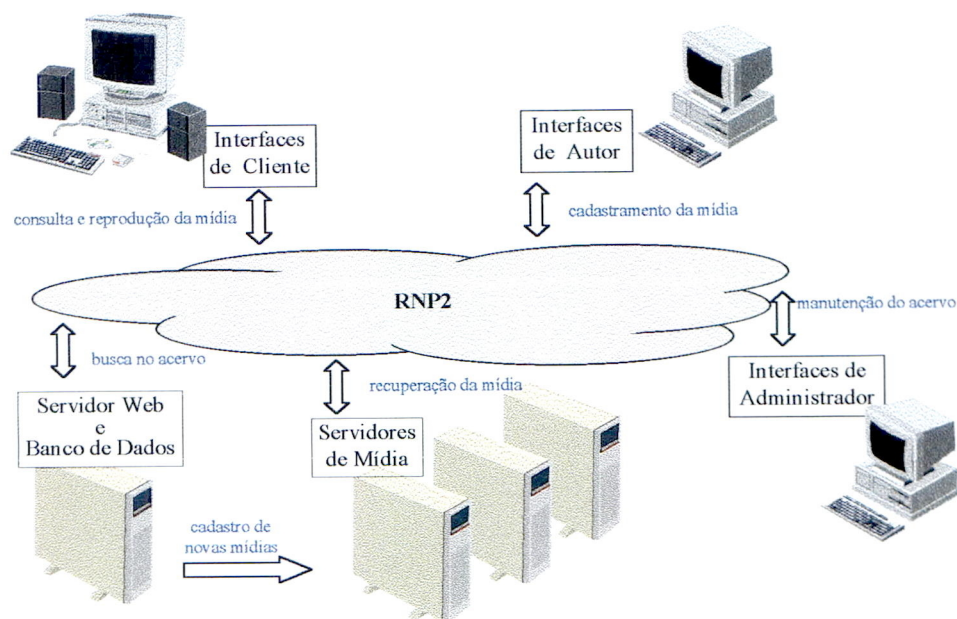 Interfaces
de Cliente
Interfaces
de Autor
consulta e reprodução da mídia
cadastramento da mídia
RNP2
manutenção do acervo
busca no acervo
recuperação da mídia
Interfaces de
Administrador
Servidor Web
e
Banco de Dados
Servidores
de Mídia
cadastro de
novas mídias